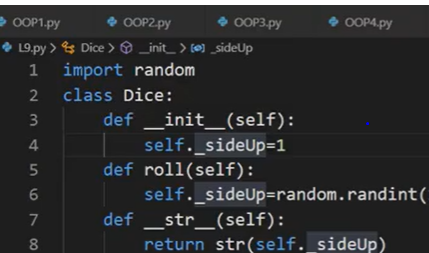 OOP1.py OOP2.py OOP3.py OOP4.py
L9.py > Dice > __init__ > _sideUp
1 import random
2 class Dice:
3 def __init__(self):
4 self._sideUp=1
5 def roll(self):
6 self._sideUp=random.randint(
7 def __str__(self):
8 return str(self._sideUp)